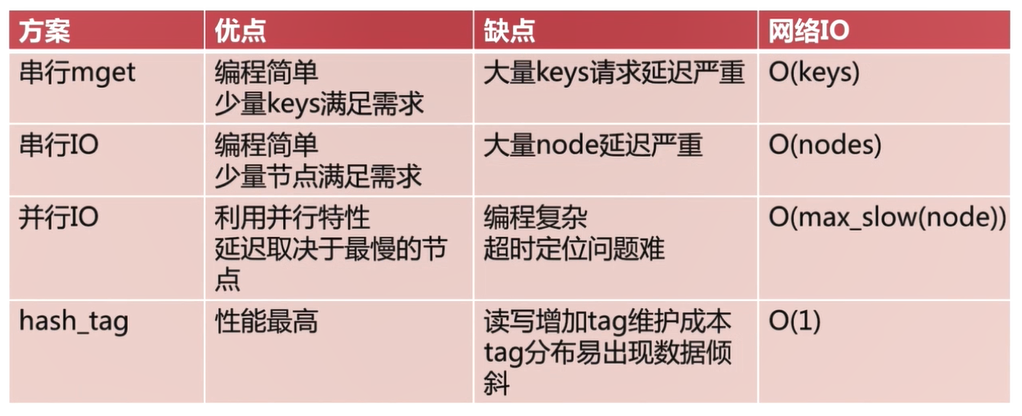 方案 优点 缺点 网络IO
串行mget 编程简单 大量keys请求延迟严重 O(keys)
少量keys满足需求
串行IO 编程简单 大量node延迟严重 O(nodes)
少量节点满足需求
并行IO 利用并行特性 编程复杂 O(max_slow(node))
延迟取决于最慢的节 超时定位问题难
点
hash_tag 性能最高 读写增加tag维护成本 O(1)
tag分布易出现数据倾
斜